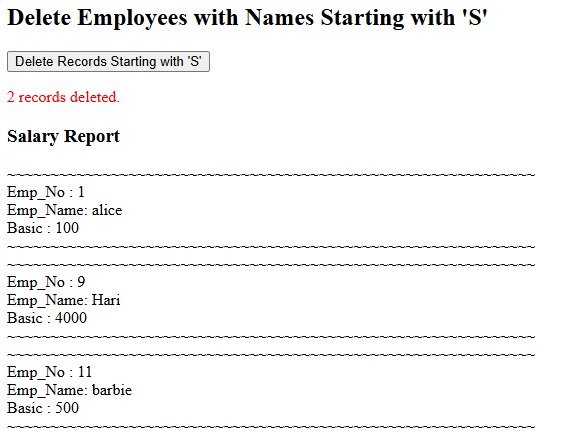 Delete Employees with Names Starting with 'S'
Delete Records Starting with 'S'
2 records deleted.
Salary Report
~~~~~~~~~~~~~~~~~~~~~~~~~~~~~~~~~~~~~~~~~~~~~~~~~~~~~~~~~~~~~~~~~~
Emp_No : 1
Emp_Name: alice
Basic : 100
~~~~~~~~~~~~~~~~~~~~~~~~~~~~~~~~~~~~~~~~~~~~~~~~~~~~~~~~~~~~~~~~~~
~~~~~~~~~~~~~~~~~~~~~~~~~~~~~~~~~~~~~~~~~~~~~~~~~~~~~~~~~~~~~~~~~~
Emp_No : 9
Emp_Name: Hari
Basic : 4000
~~~~~~~~~~~~~~~~~~~~~~~~~~~~~~~~~~~~~~~~~~~~~~~~~~~~~~~~~~~~~~~~~~
~~~~~~~~~~~~~~~~~~~~~~~~~~~~~~~~~~~~~~~~~~~~~~~~~~~~~~~~~~~~~~~~~~
Emp_No : 11
Emp_Name: barbie
Basic : 500
~~~~~~~~~~~~~~~~~~~~~~~~~~~~~~~~~~~~~~~~~~~~~~~~~~~~~~~~~~~~~~~~~~